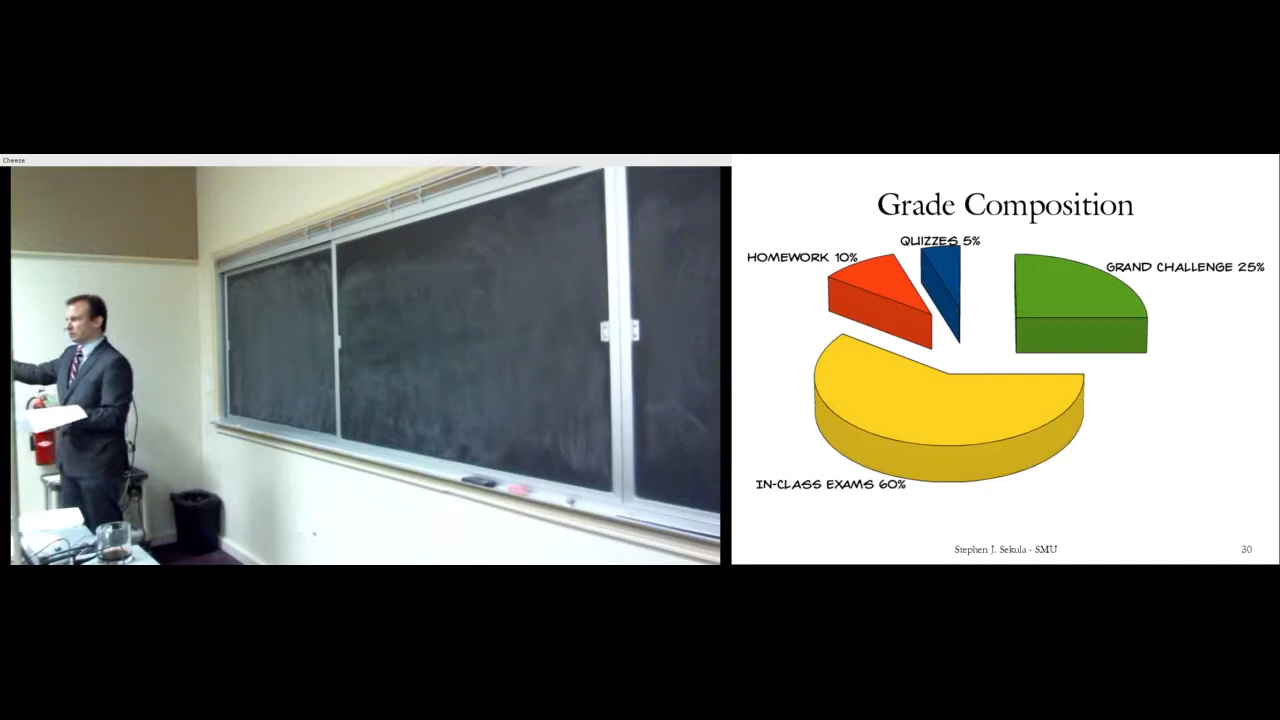 Cheese
Grade Composition
QUIZZES 5%
HOMEWORK 10%
GRAND CHALLENGE 25%
IN-CLASS EXAMS 60%
Stephen J. Sekula - SMU
30